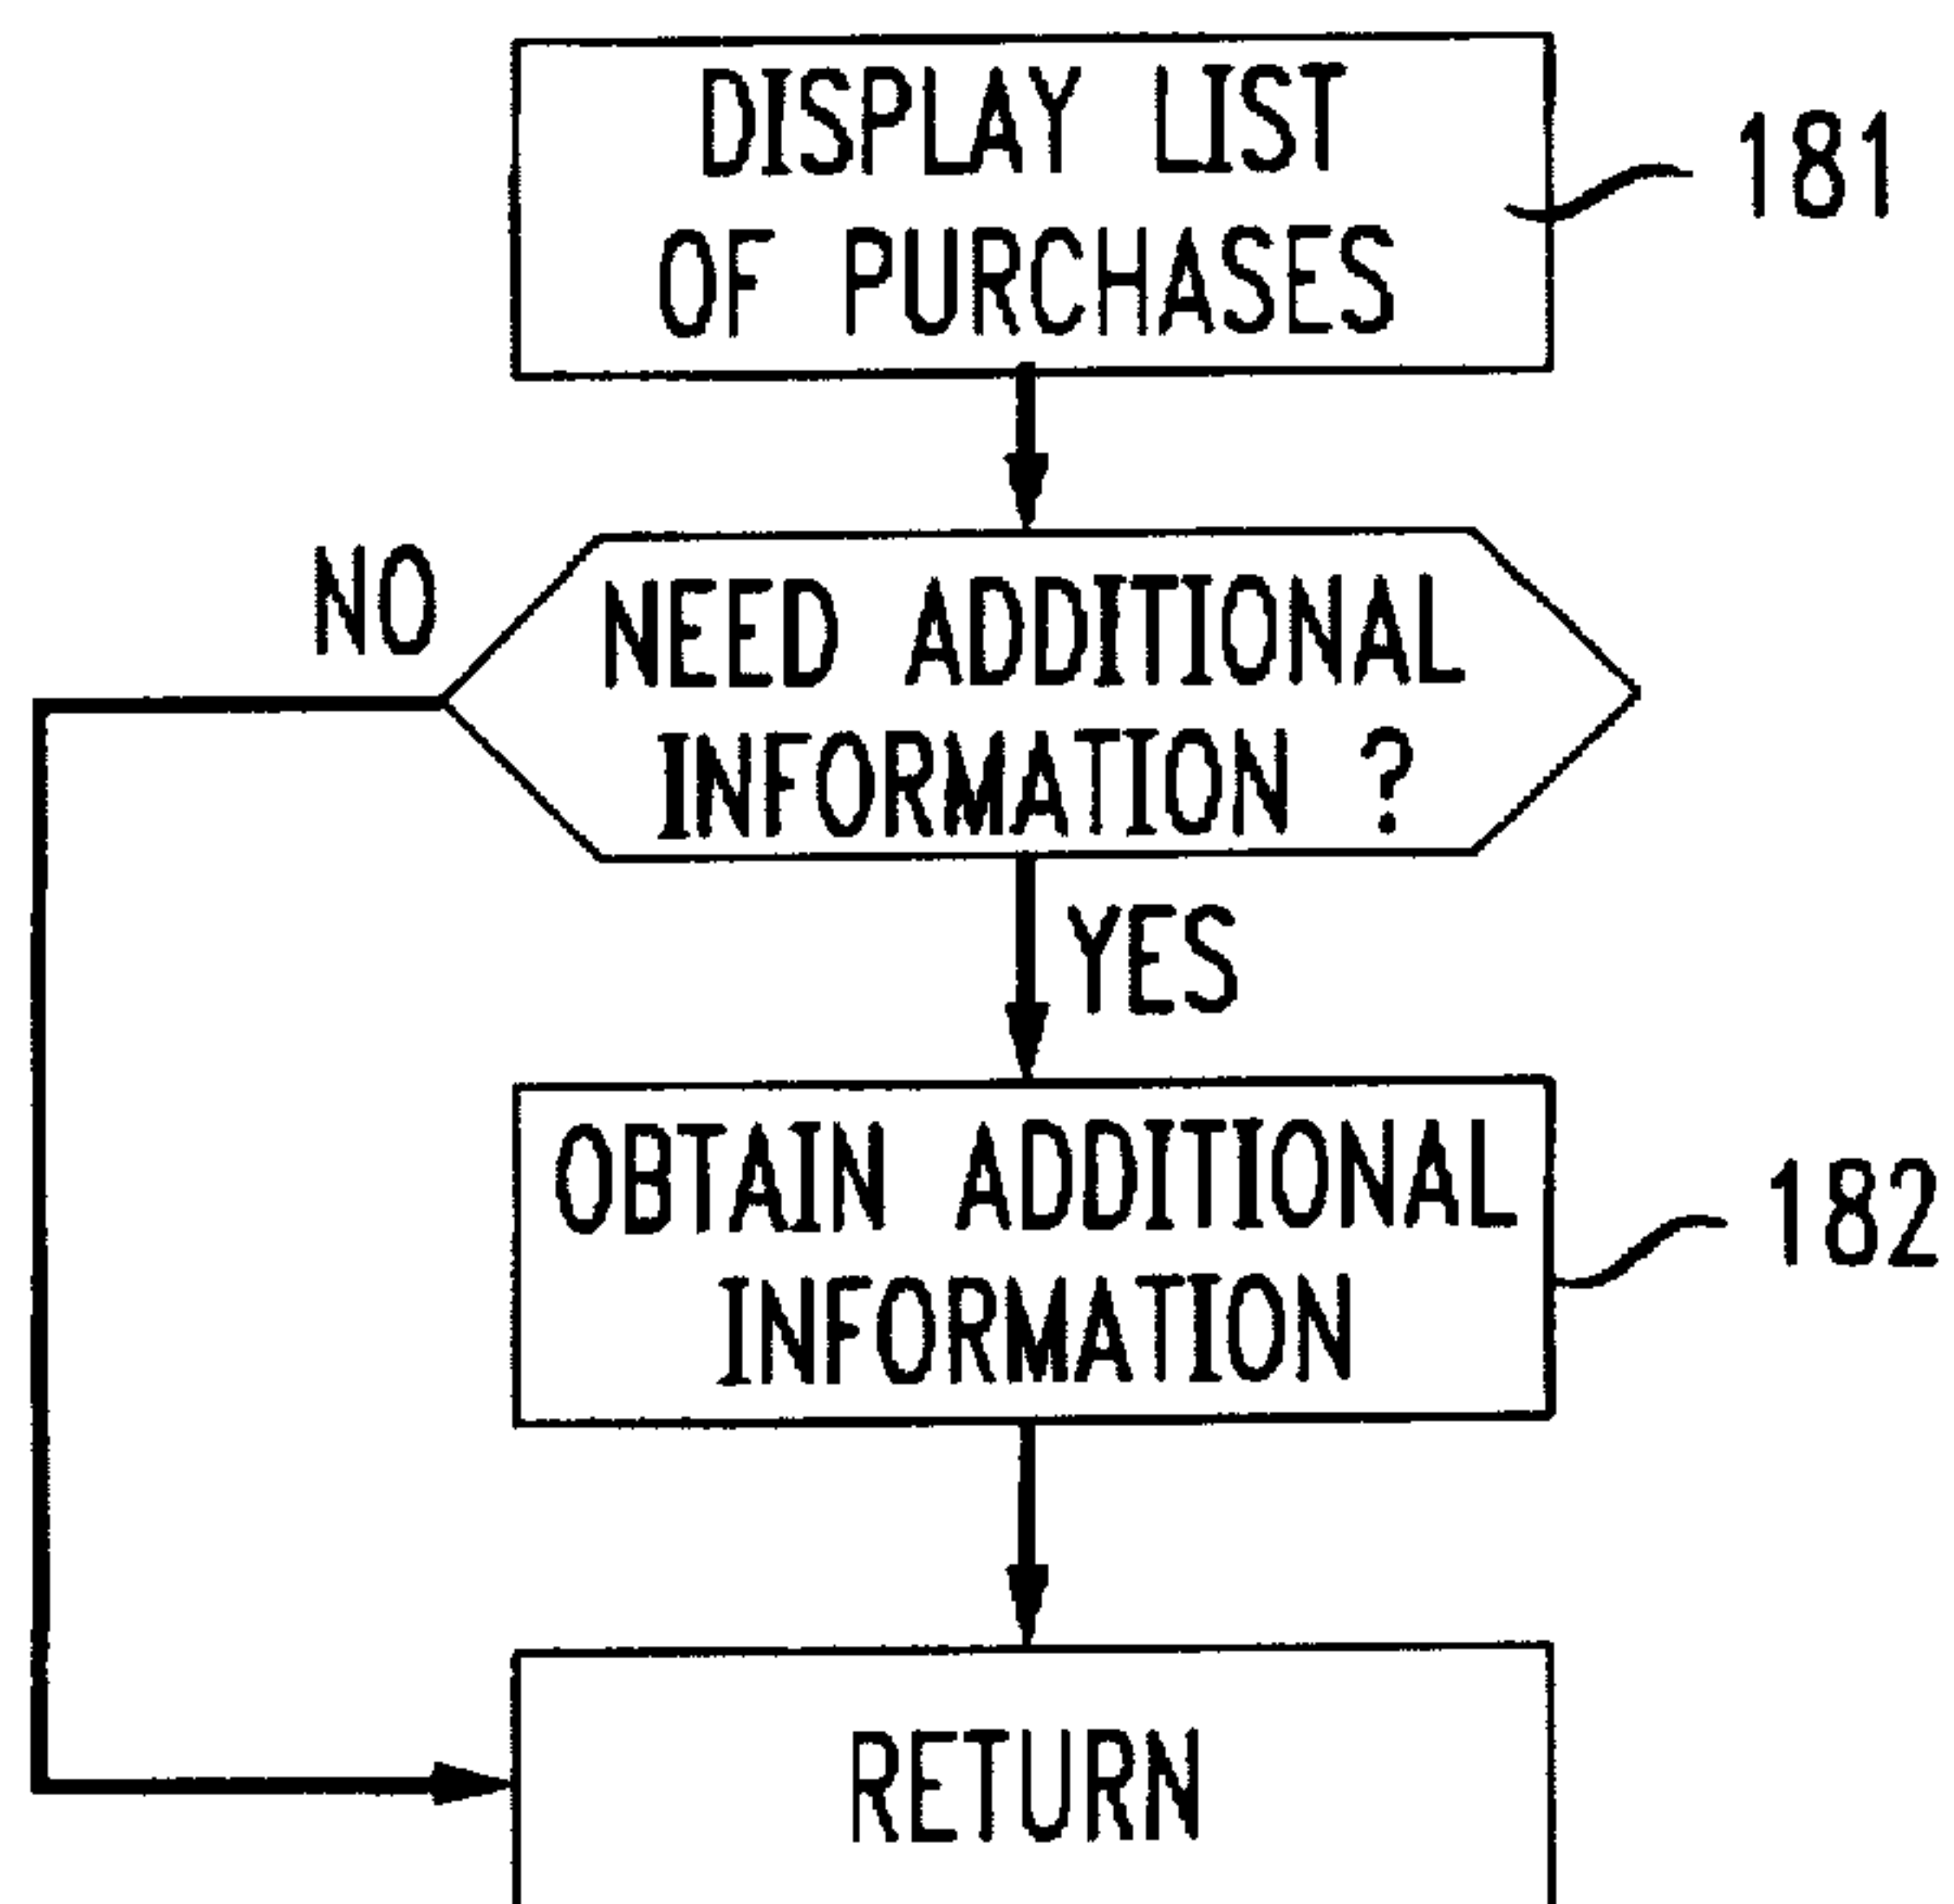 DISPLAY LIST
OF PURCHASES
181
NO
NEED ADDITIONAL
INFORMATION ?
YES
OBTAIN ADDITIONAL
INFORMATION
182
RETURN